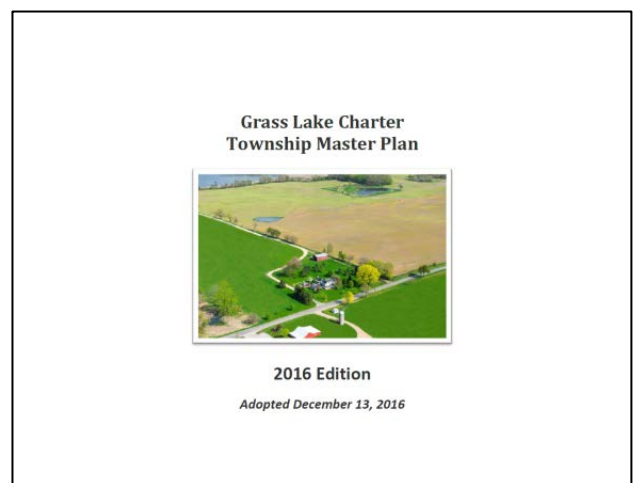 Grass Lake Charter
Township Master Plan
2016 Edition
Adopted December 13, 2016